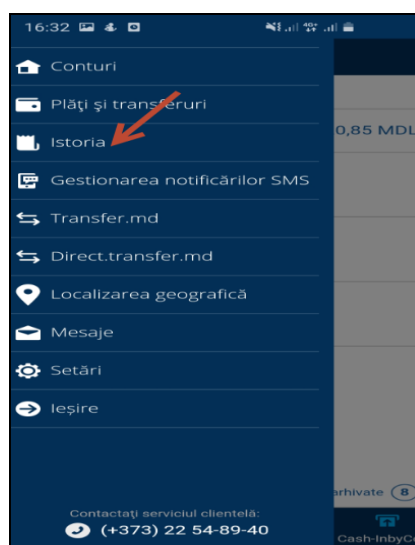 16:32
Conturi
Plăţi şi transferuri
Istoria
0,85 MDL
Gestionarea notificărilor SMS
Transfer.md
Direct.transfer.md
Localizarea geografică
Mesaje
Setări
Ieşire
arhivate 8
Contactaţi serviciul clientelă:
(+373) 22 54-89-40
Cash-InbyCo